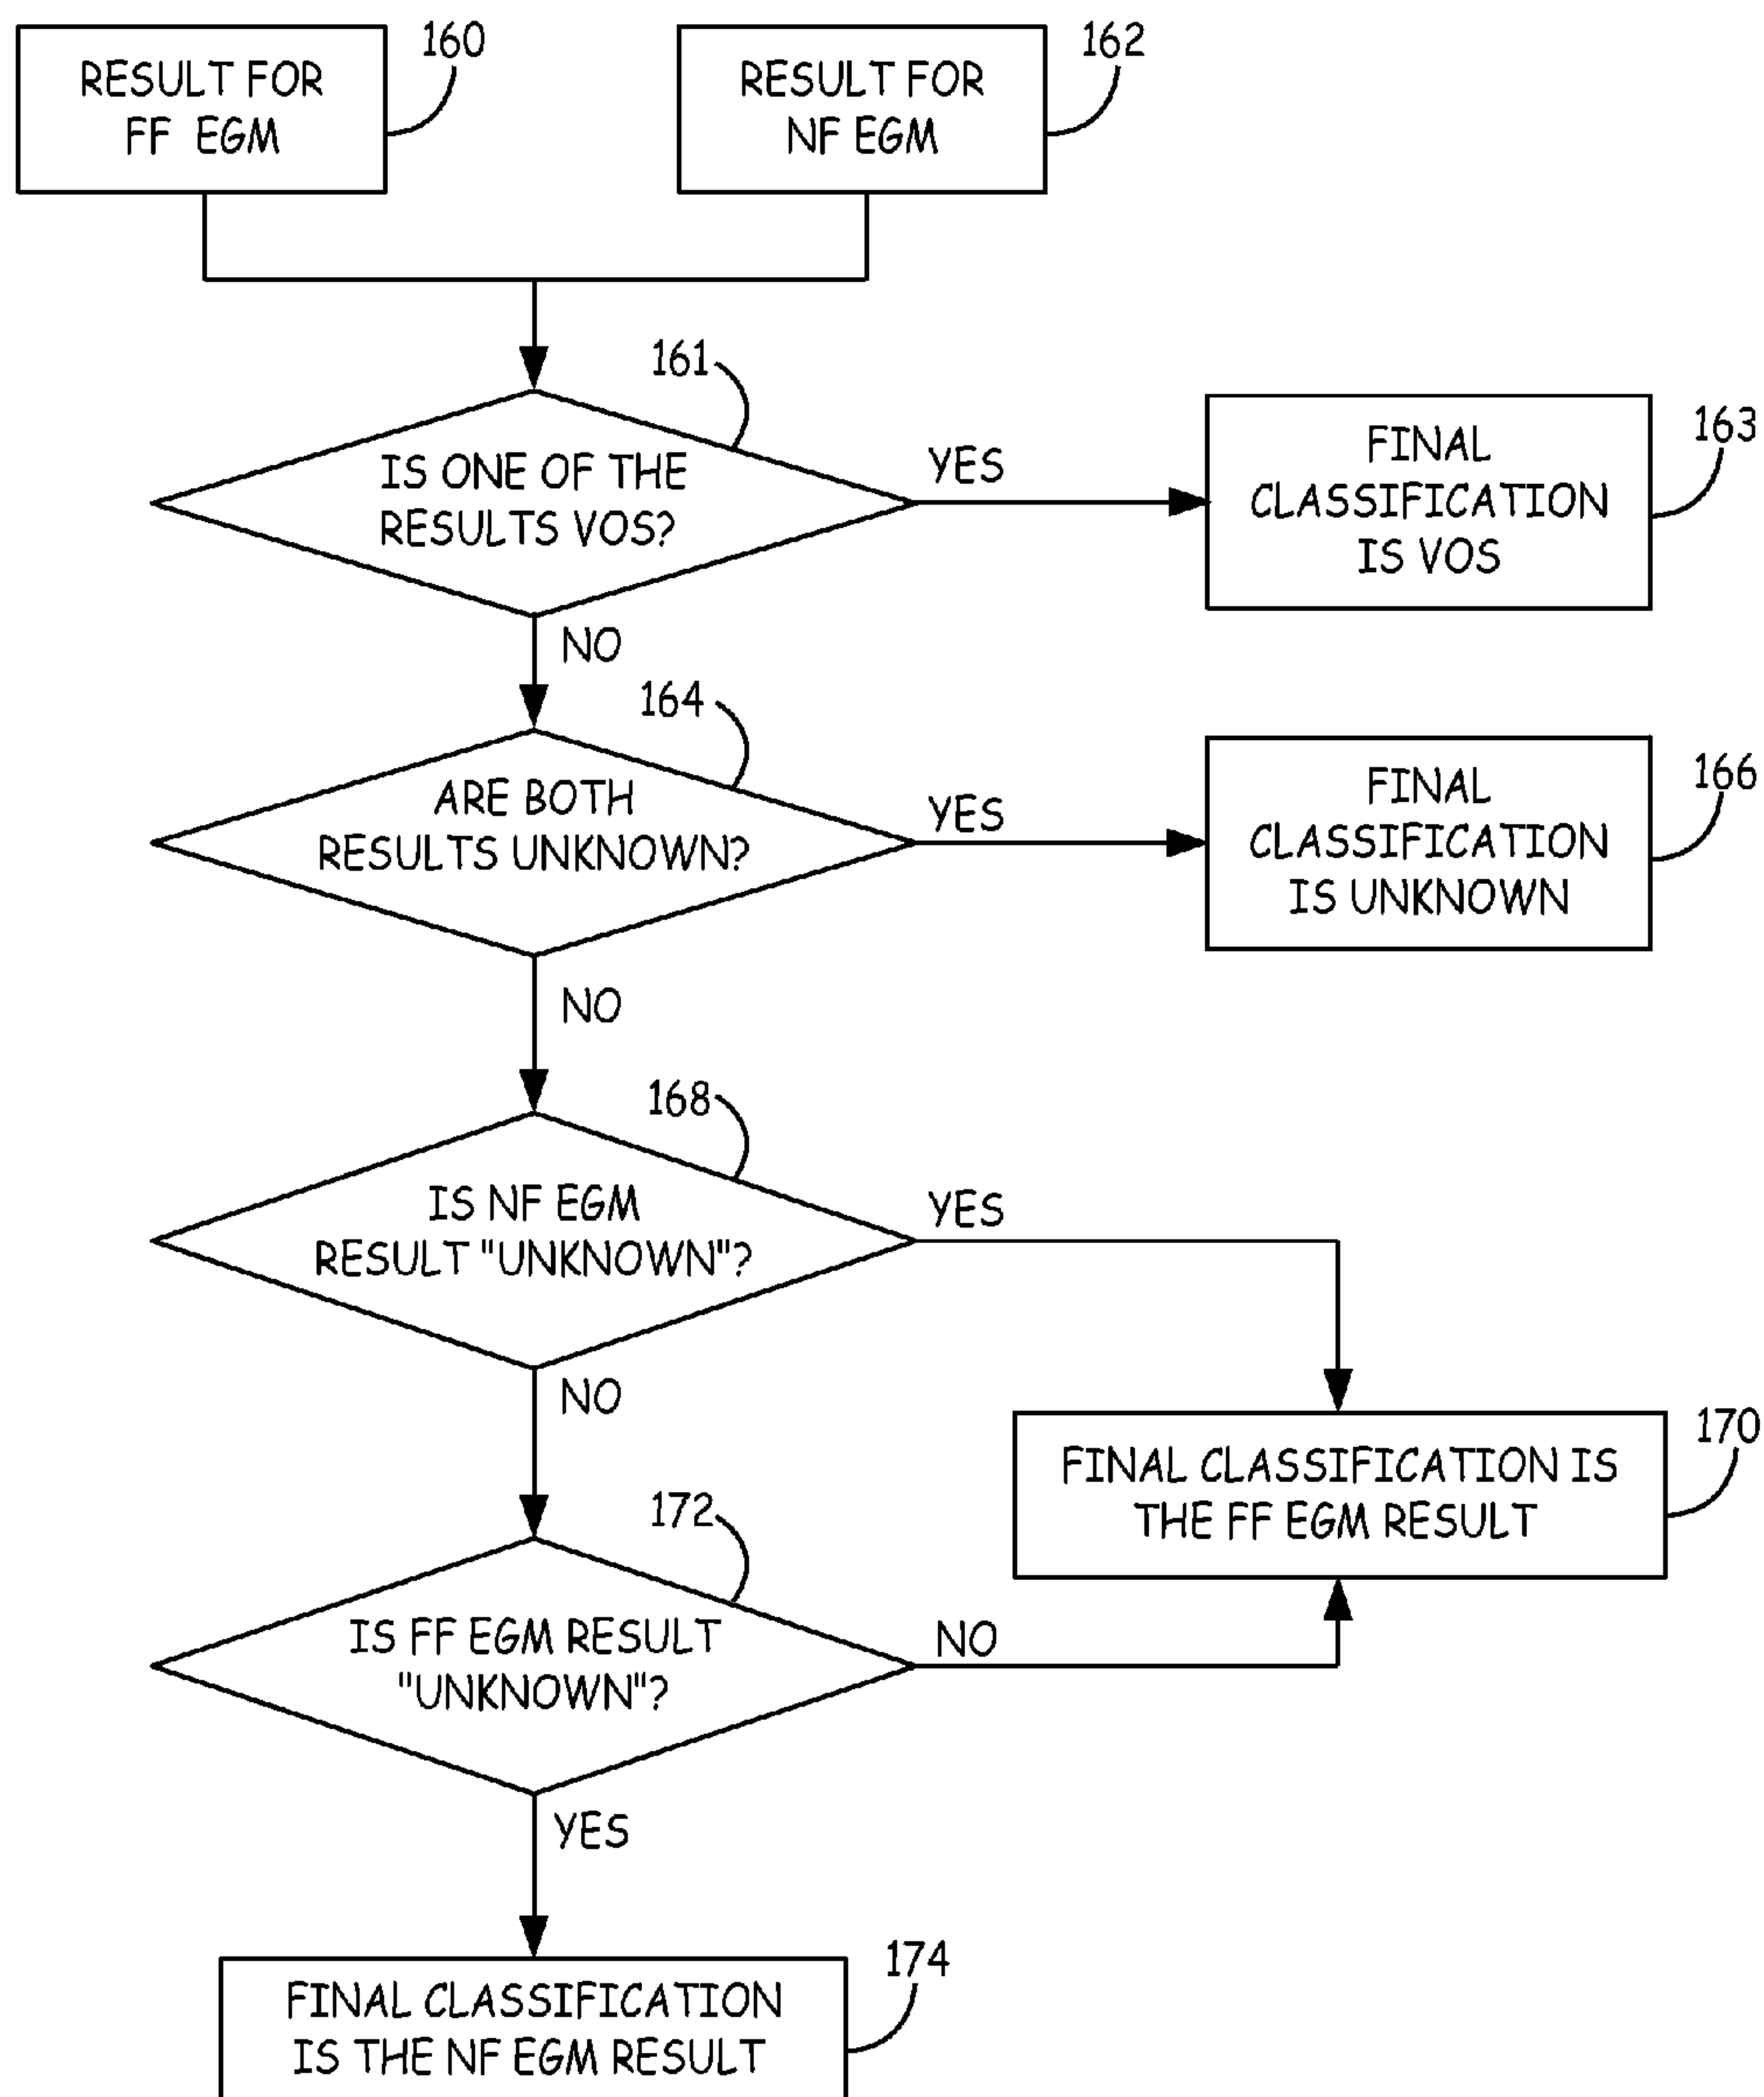 160
RESULT FOR
FF EGM
162
RESULT FOR
NF EGM
161
IS ONE OF THE
RESULTS VOS?
YES
163
FINAL
CLASSIFICATION
IS VOS
NO
164
ARE BOTH
RESULTS UNKNOWN?
YES
166
FINAL
CLASSIFICATION
IS UNKNOWN
NO
168
IS NF EGM
RESULT "UNKNOWN"?
YES
NO
170
FINAL CLASSIFICATION IS
THE FF EGM RESULT
172
IS FF EGM RESULT
"UNKNOWN"?
NO
YES
174
FINAL CLASSIFICATION
IS THE NF EGM RESULT